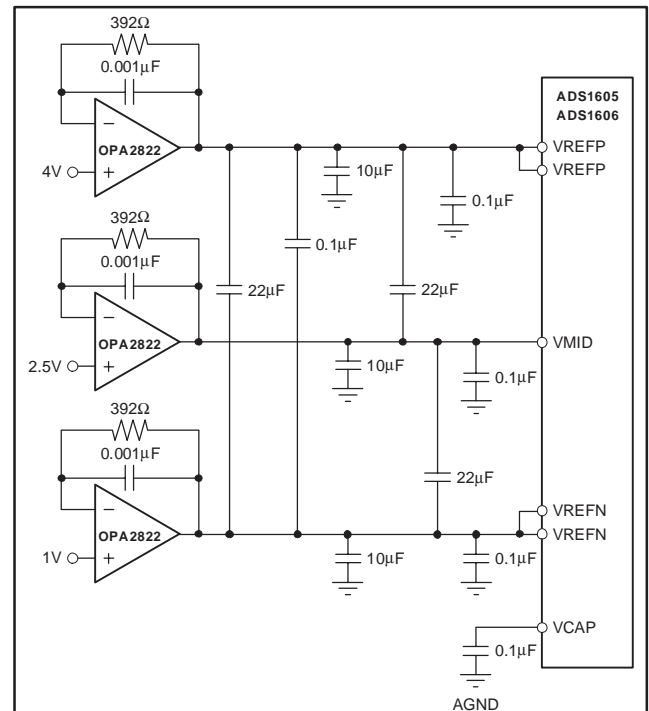 392Ω
0.001µF
ADS1605
ADS1606
OPA2822
VREFP
4V
10µF
VREFP
0.1µF
392Ω
0.1µF
0.001µF
22µF
22µF
OPA2822
VMID
2.5V
10µF
0.1µF
392Ω
0.001µF
22µF
VREFN
OPA2822
VREFN
1V
10µF
0.1µF
VCAP
0.1µF
AGND